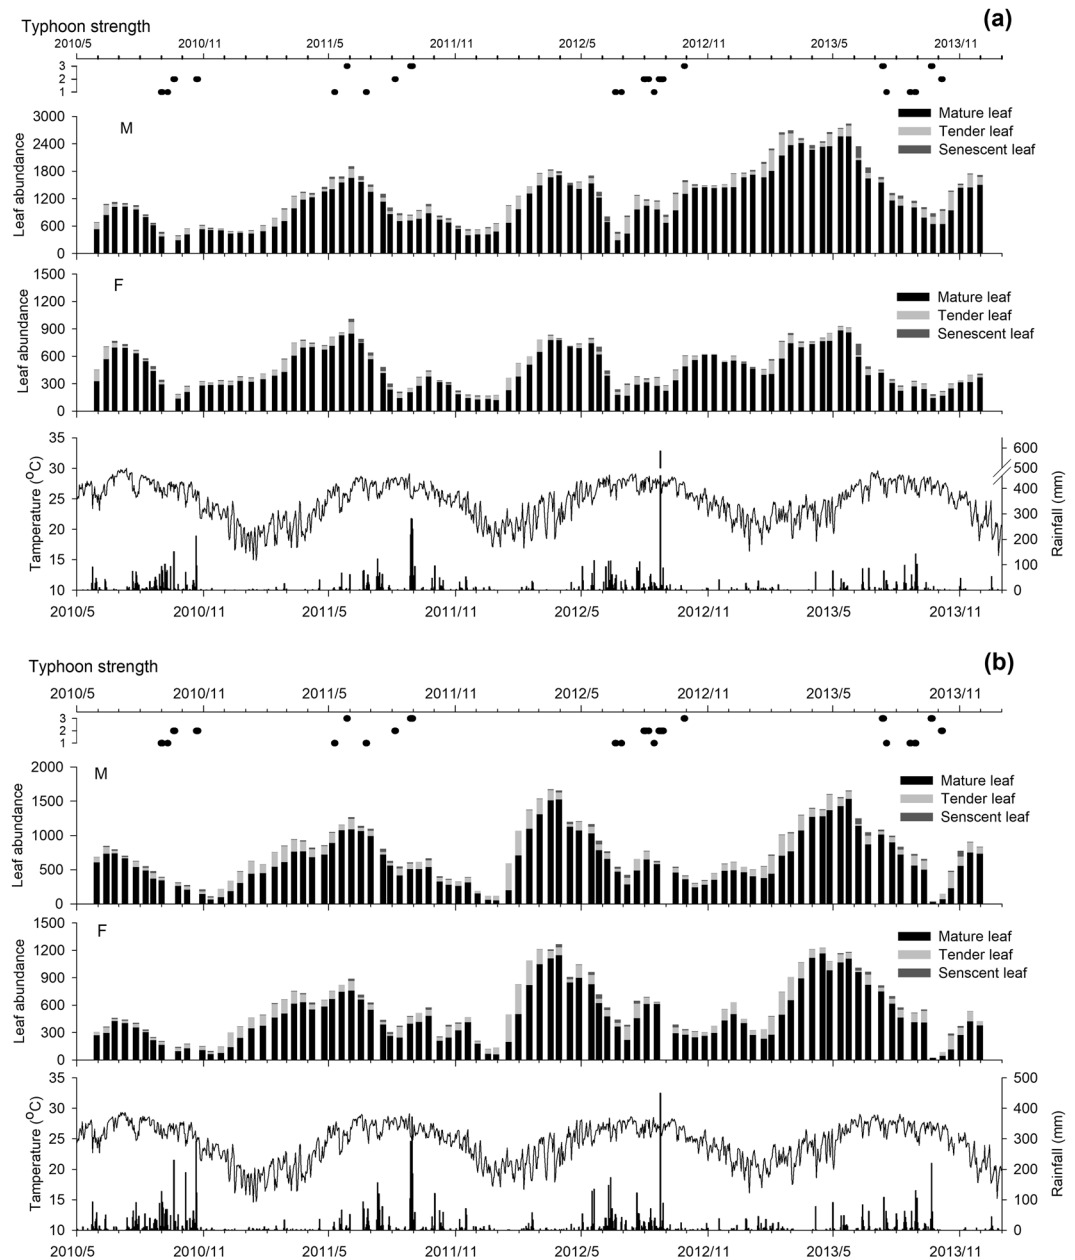 (a)
Typhoon strength
2010/5 2010/11 2011/5 2011/11 2012/5 2012/11 2013/5 2013/11
3
2
1
M
Leaf abundance
3000
2400
1800
1200
600
0
Mature leaf
Tender leaf
Senescent leaf
F
Leaf abundance
1500
1200
900
600
300
0
Mature leaf
Tender leaf
Senescent leaf
Tamperature (°C)
35
30
25
20
15
10
600
500
400
300
200
100
0
Rainfall (mm)
2010/5 2010/11 2011/5 2011/11 2012/5 2012/11 2013/5 2013/11
(b)
Typhoon strength
2010/5 2010/11 2011/5 2011/11 2012/5 2012/11 2013/5 2013/11
3
2
1
M
Leaf abundance
2000
1500
1000
500
0
Mature leaf
Tender leaf
Senscent leaf
F
Leaf abundance
1500
1200
900
600
300
0
Mature leaf
Tender leaf
Senscent leaf
Tamperature (°C)
35
30
25
20
15
10
500
400
300
200
100
0
Rainfall (mm)
2010/5 2010/11 2011/5 2011/11 2012/5 2012/11 2013/5 2013/11